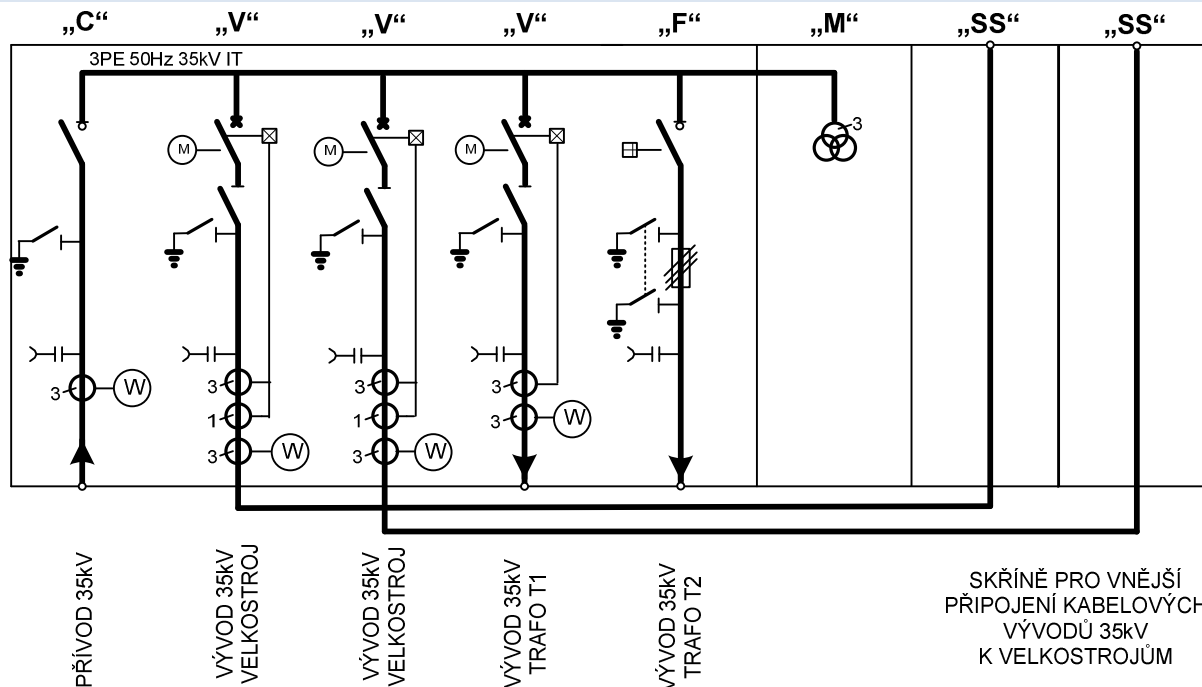 „C“
„V“
„V“
„V“
„F“
„M“
„SS“
„SS“
3PE 50Hz 35kV IT
M
M
M
3
3
W
3
1
3
W
3
1
3
W
3
3
W
PŘÍVOD 35kV
VÝVOD 35kV
VELKOSTROJ
VÝVOD 35kV
VELKOSTROJ
VÝVOD 35kV
TRAFO T1
VÝVOD 35kV
TRAFO T2
SKŘÍNĚ PRO VNĚJŠÍ
PŘIPOJENÍ KABELOVÝCH
VÝVODŮ 35kV
K VELKOSTROJŮM